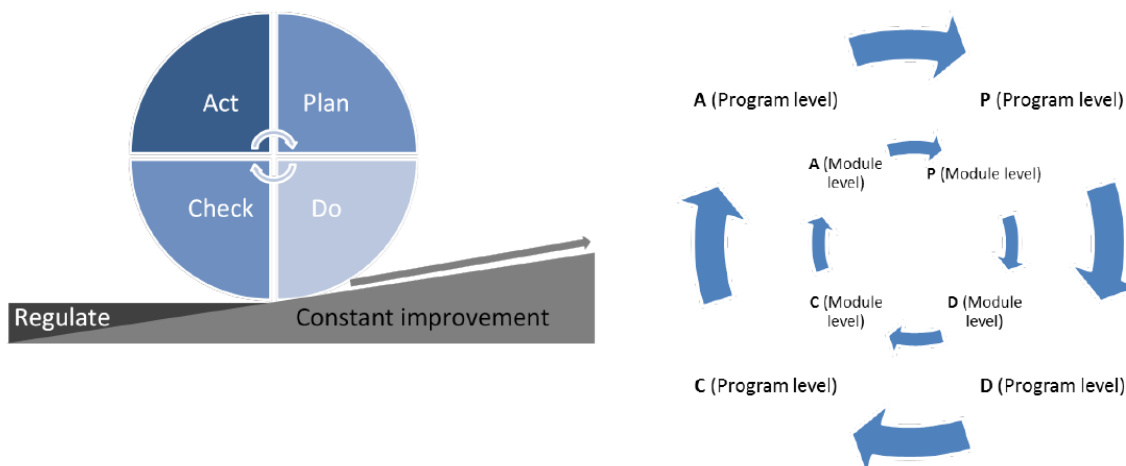 Act
Plan
Check
Do
Regulate
Constant improvement
A (Program level)
P (Program level)
A (Module
level)
P (Module level)
C (Module
level)
D (Module
level)
C (Program level)
D (Program level)